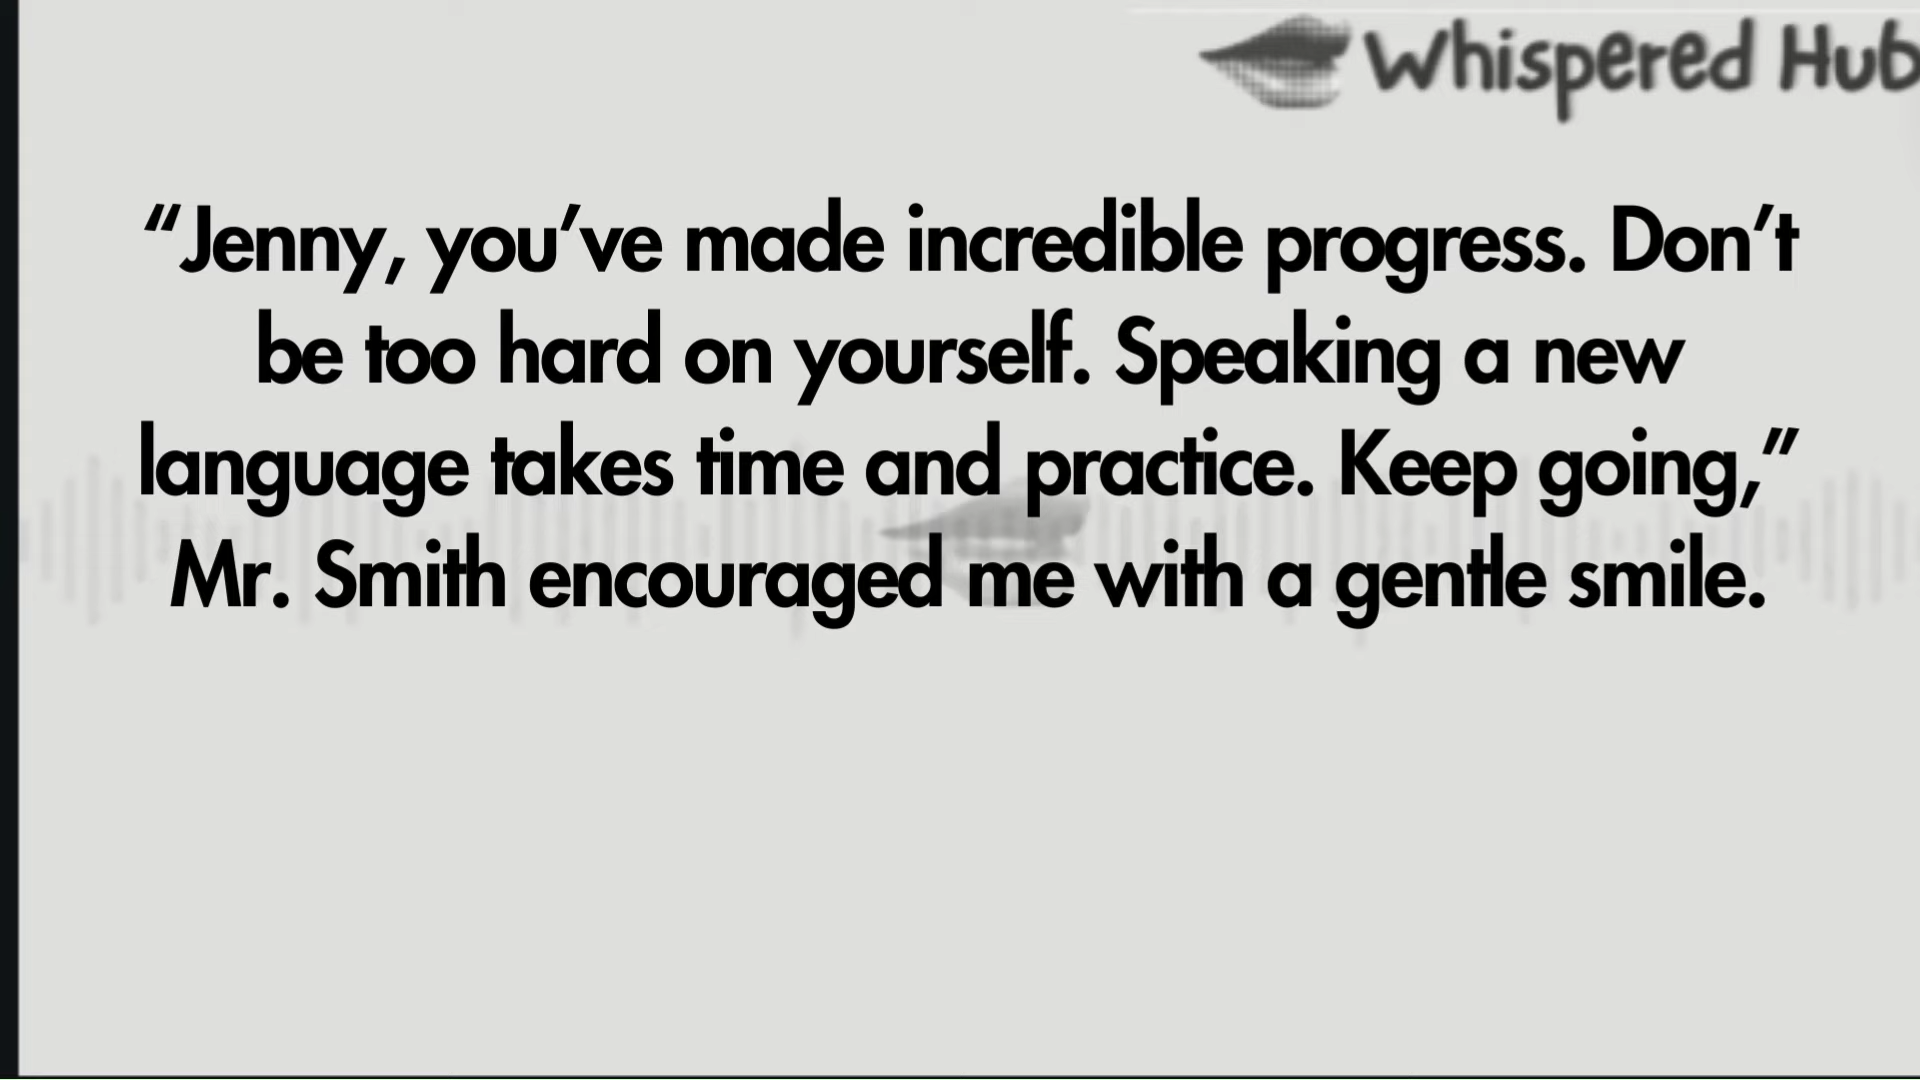 Whispered Hub
“Jenny, you’ve made incredible progress. Don’t
be too hard on yourself. Speaking a new
language takes time and practice. Keep going,”
Mr. Smith encouraged me with a gentle smile.